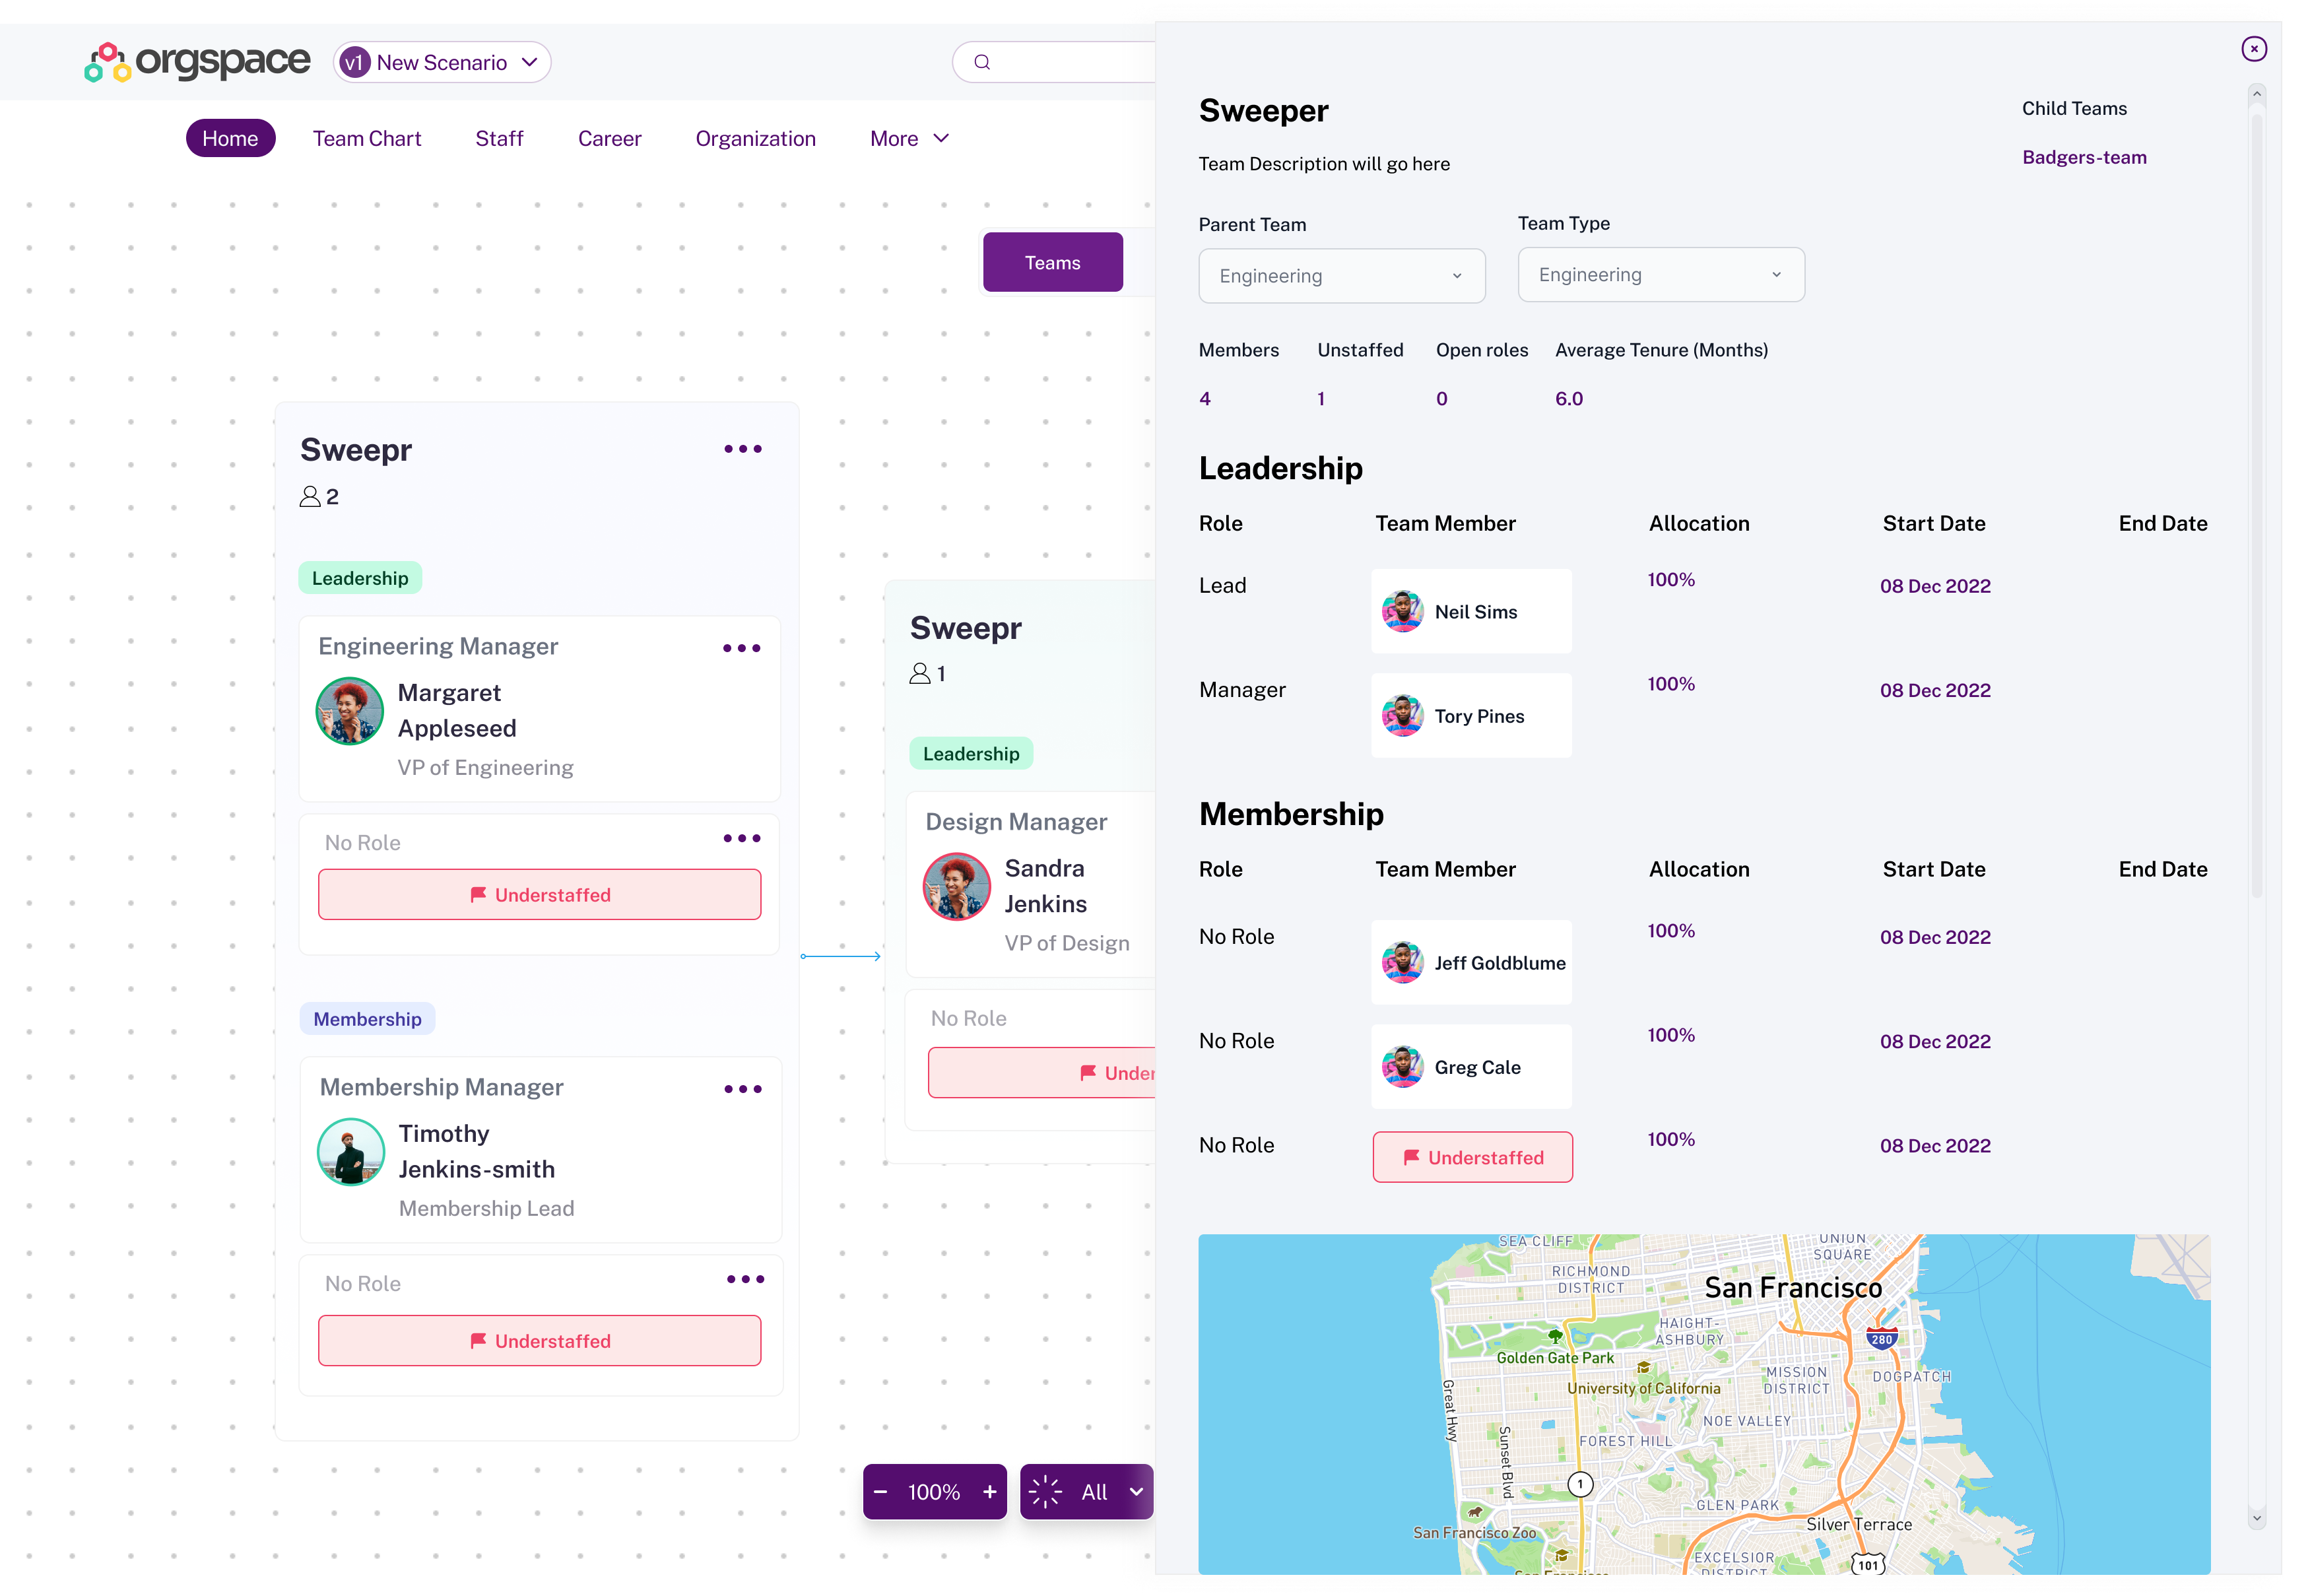 orgspace
v1 New Scenario
Home Team Chart Staff Career Organization More
Teams
Sweepr
2
Leadership
Engineering Manager
Margaret
Appleseed
VP of Engineering
No Role
Understaffed
Membership
Membership Manager
Timothy
Jenkins-smith
Membership Lead
No Role
Understaffed
Sweepr
1
Leadership
Design Manager
Sandra
Jenkins
VP of Design
No Role
Under
− 100% +
All
Sweeper
Team Description will go here
Child Teams
Badgers-team
Parent Team Team Type
Engineering Engineering
Members Unstaffed Open roles Average Tenure (Months)
4 1 0 6.0
Leadership
Role Team Member Allocation Start Date End Date
Lead Neil Sims 100% 08 Dec 2022
Manager Tory Pines 100% 08 Dec 2022
Membership
Role Team Member Allocation Start Date End Date
No Role Jeff Goldblume 100% 08 Dec 2022
No Role Greg Cale 100% 08 Dec 2022
No Role Understaffed 100% 08 Dec 2022
SEA CLIFF
UNION
SQUARE
RICHMOND
DISTRICT
San Francisco
HAIGHT-
ASHBURY
280
Golden Gate Park
University of California
MISSION
DISTRICT
DOGPATCH
Great Hwy
NOE VALLEY
Sunset Blvd
FOREST HILL
1
GLEN PARK
San Francisco Zoo
Silver Terrace
EXCELSIOR
DISTRICT
101
San Francisco